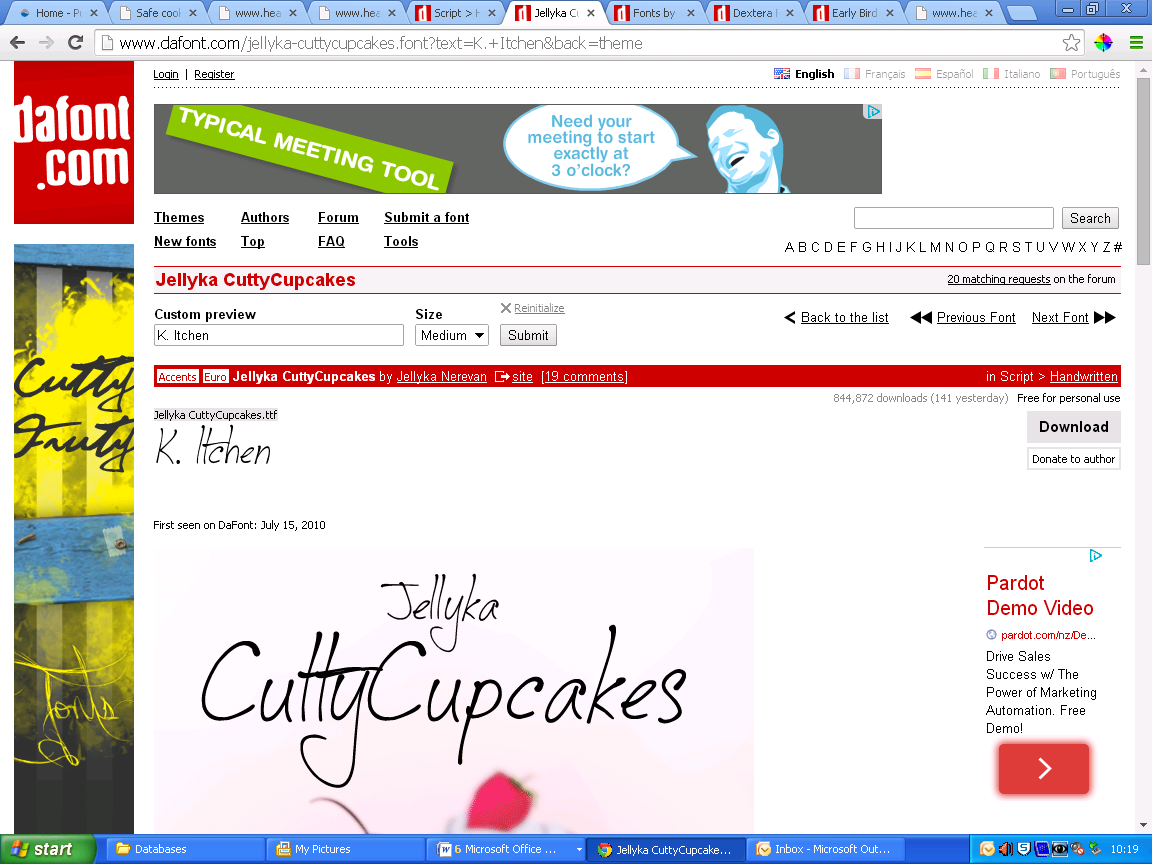 Home - P
Safe cook
www.hea
www.hea
Script > H
Jellyka Cu
Fonts by
Dextera
Early Bird
www.hea
www.dafont.com/jellyka-cuttycupcakes.font?text=K.+Itchen&back=theme
dafont
.com
Login | Register
English Français Español Italiano Português
TYPICAL MEETING TOOL
Need your
meeting to start
exactly at
3 o'clock?
Themes Authors Forum Submit a font
New fonts Top FAQ Tools
Search
A B C D E F G H I J K L M N O P Q R S T U V W X Y Z #
Jellyka CuttyCupcakes
20 matching requests on the forum
Custom preview Size Reinitialize
K. Itchen Medium Submit
Back to the list Previous Font Next Font
Accents Euro Jellyka CuttyCupcakes by Jellyka Nerevan site [19 comments]
in Script > Handwritten
844,872 downloads (141 yesterday) Free for personal use
Jellyka CuttyCupcakes.ttf
K. Itchen
Download
Donate to author
First seen on DaFont: July 15, 2010
Cutty
Fruty
fonts
Jellyka
CuttyCupcakes
Pardot
Demo Video
pardot.com/nz/De...
Drive Sales
Success w/ The
Power of Marketing
Automation. Free
Demo!
start
Databases
My Pictures
6 Microsoft Office ...
Jellyka CuttyCupcake...
Inbox - Microsoft Out...
10:19